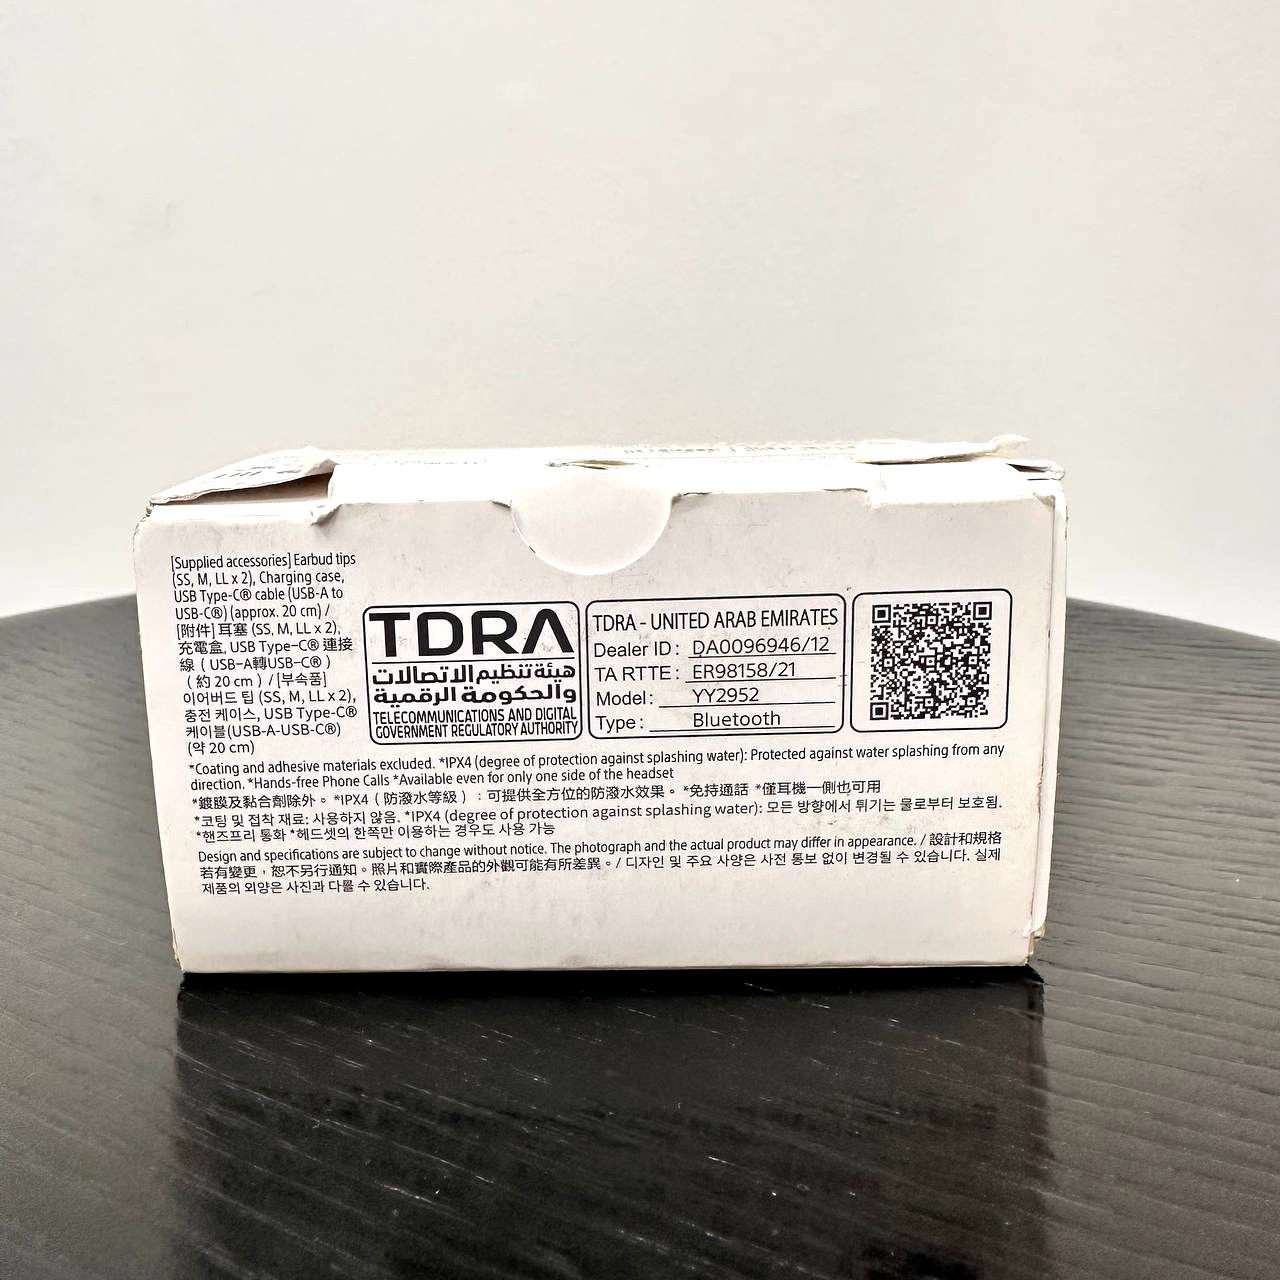 [Supplied accessories] Earbud tips
(SS, M, LL x 2), Charging case,
USB Type-C® cable (USB-A to
USB-C®) (approx. 20 cm) /
[附件] 耳塞 (SS, M, LL x 2),
充電盒, USB Type-C® 連接
線 ( USB-A轉USB-C® )
( 約 20 cm ) / [부속품]
이어버드 팁 (SS, M, LL x 2),
충전 케이스, USB Type-C®
케이블(USB-A-USB-C®)
(약 20 cm)
TDRA
هيئة تنظيم الاتصالات
والحكومة الرقمية
TELECOMMUNICATIONS AND DIGITAL
GOVERNMENT REGULATORY AUTHORITY
TDRA - UNITED ARAB EMIRATES
Dealer ID: DA0096946/12
TA RTTE: ER98158/21
Model: YY2952
Type: Bluetooth
*Coating and adhesive materials excluded. *IPX4 (degree of protection against splashing water): Protected against water splashing from any
direction. *Hands-free Phone Calls *Available even for only one side of the headset
*鍍膜及黏合劑除外。 *IPX4 ( 防潑水等級 ) : 可提供全方位的防潑水效果。 *免持通話 *僅耳機一側也可用
*코팅 및 접착 재료: 사용하지 않음. *IPX4 (degree of protection against splashing water): 모든 방향에서 튀기는 물로부터 보호됨.
*핸즈프리 통화 *헤드셋의 한쪽만 이용하는 경우도 사용 가능
Design and specifications are subject to change without notice. The photograph and the actual product may differ in appearance. / 設計和規格
若有變更，恕不另行通知。照片和實際產品的外觀可能有所差異。/ 디자인 및 주요 사양은 사전 통보 없이 변경될 수 있습니다. 실제
제품의 외양은 사진과 다를 수 있습니다.